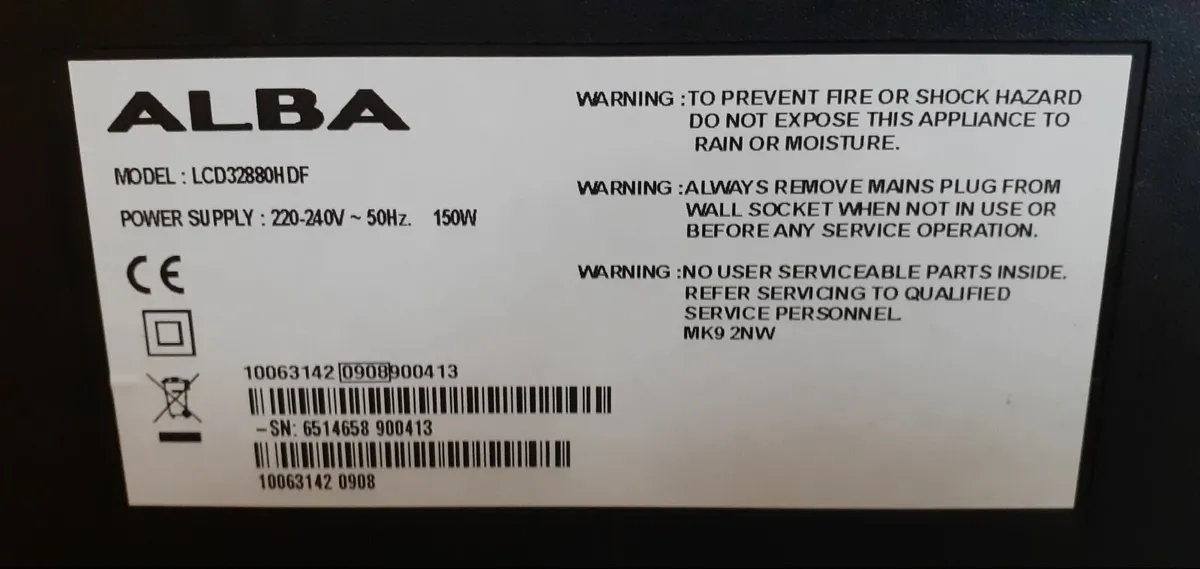 ALBA
MODEL : LCD32880HDF
POWER SUPPLY : 220-240V ~ 50Hz. 150W
CE
10063142 0908900413
-SN: 6514658 900413
10063142 0908
WARNING :TO PREVENT FIRE OR SHOCK HAZARD
DO NOT EXPOSE THIS APPLIANCE TO
RAIN OR MOISTURE.
WARNING :ALWAYS REMOVE MAINS PLUG FROM
WALL SOCKET WHEN NOT IN USE OR
BEFORE ANY SERVICE OPERATION.
WARNING :NO USER SERVICEABLE PARTS INSIDE.
REFER SERVICING TO QUALIFIED
SERVICE PERSONNEL.
MK9 2NW